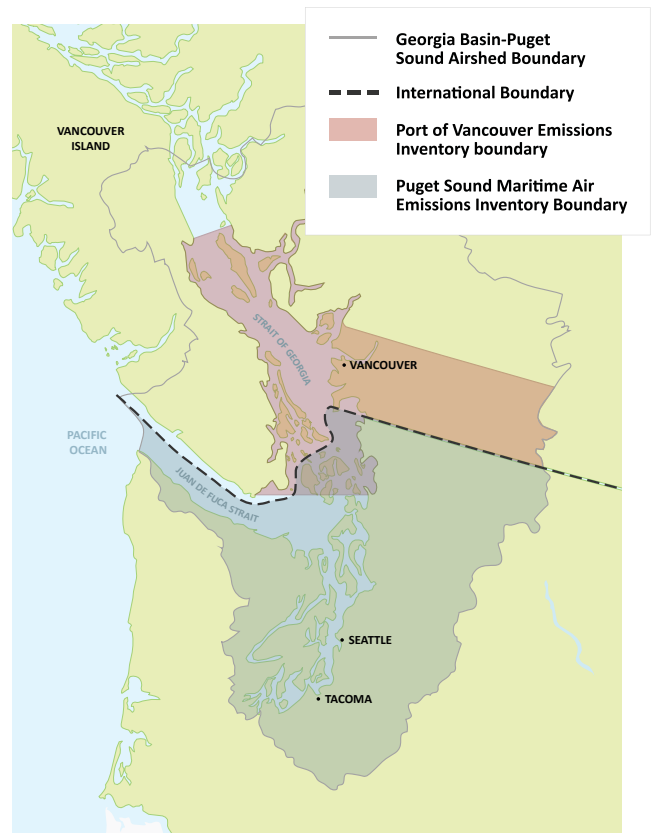 Georgia Basin-Puget
Sound Airshed Boundary
International Boundary
Port of Vancouver Emissions
Inventory boundary
Puget Sound Maritime Air
Emissions Inventory Boundary
VANCOUVER
ISLAND
STRAIT OF GEORGIA
VANCOUVER
PACIFIC
OCEAN
JUAN DE FUCA STRAIT
SEATTLE
TACOMA